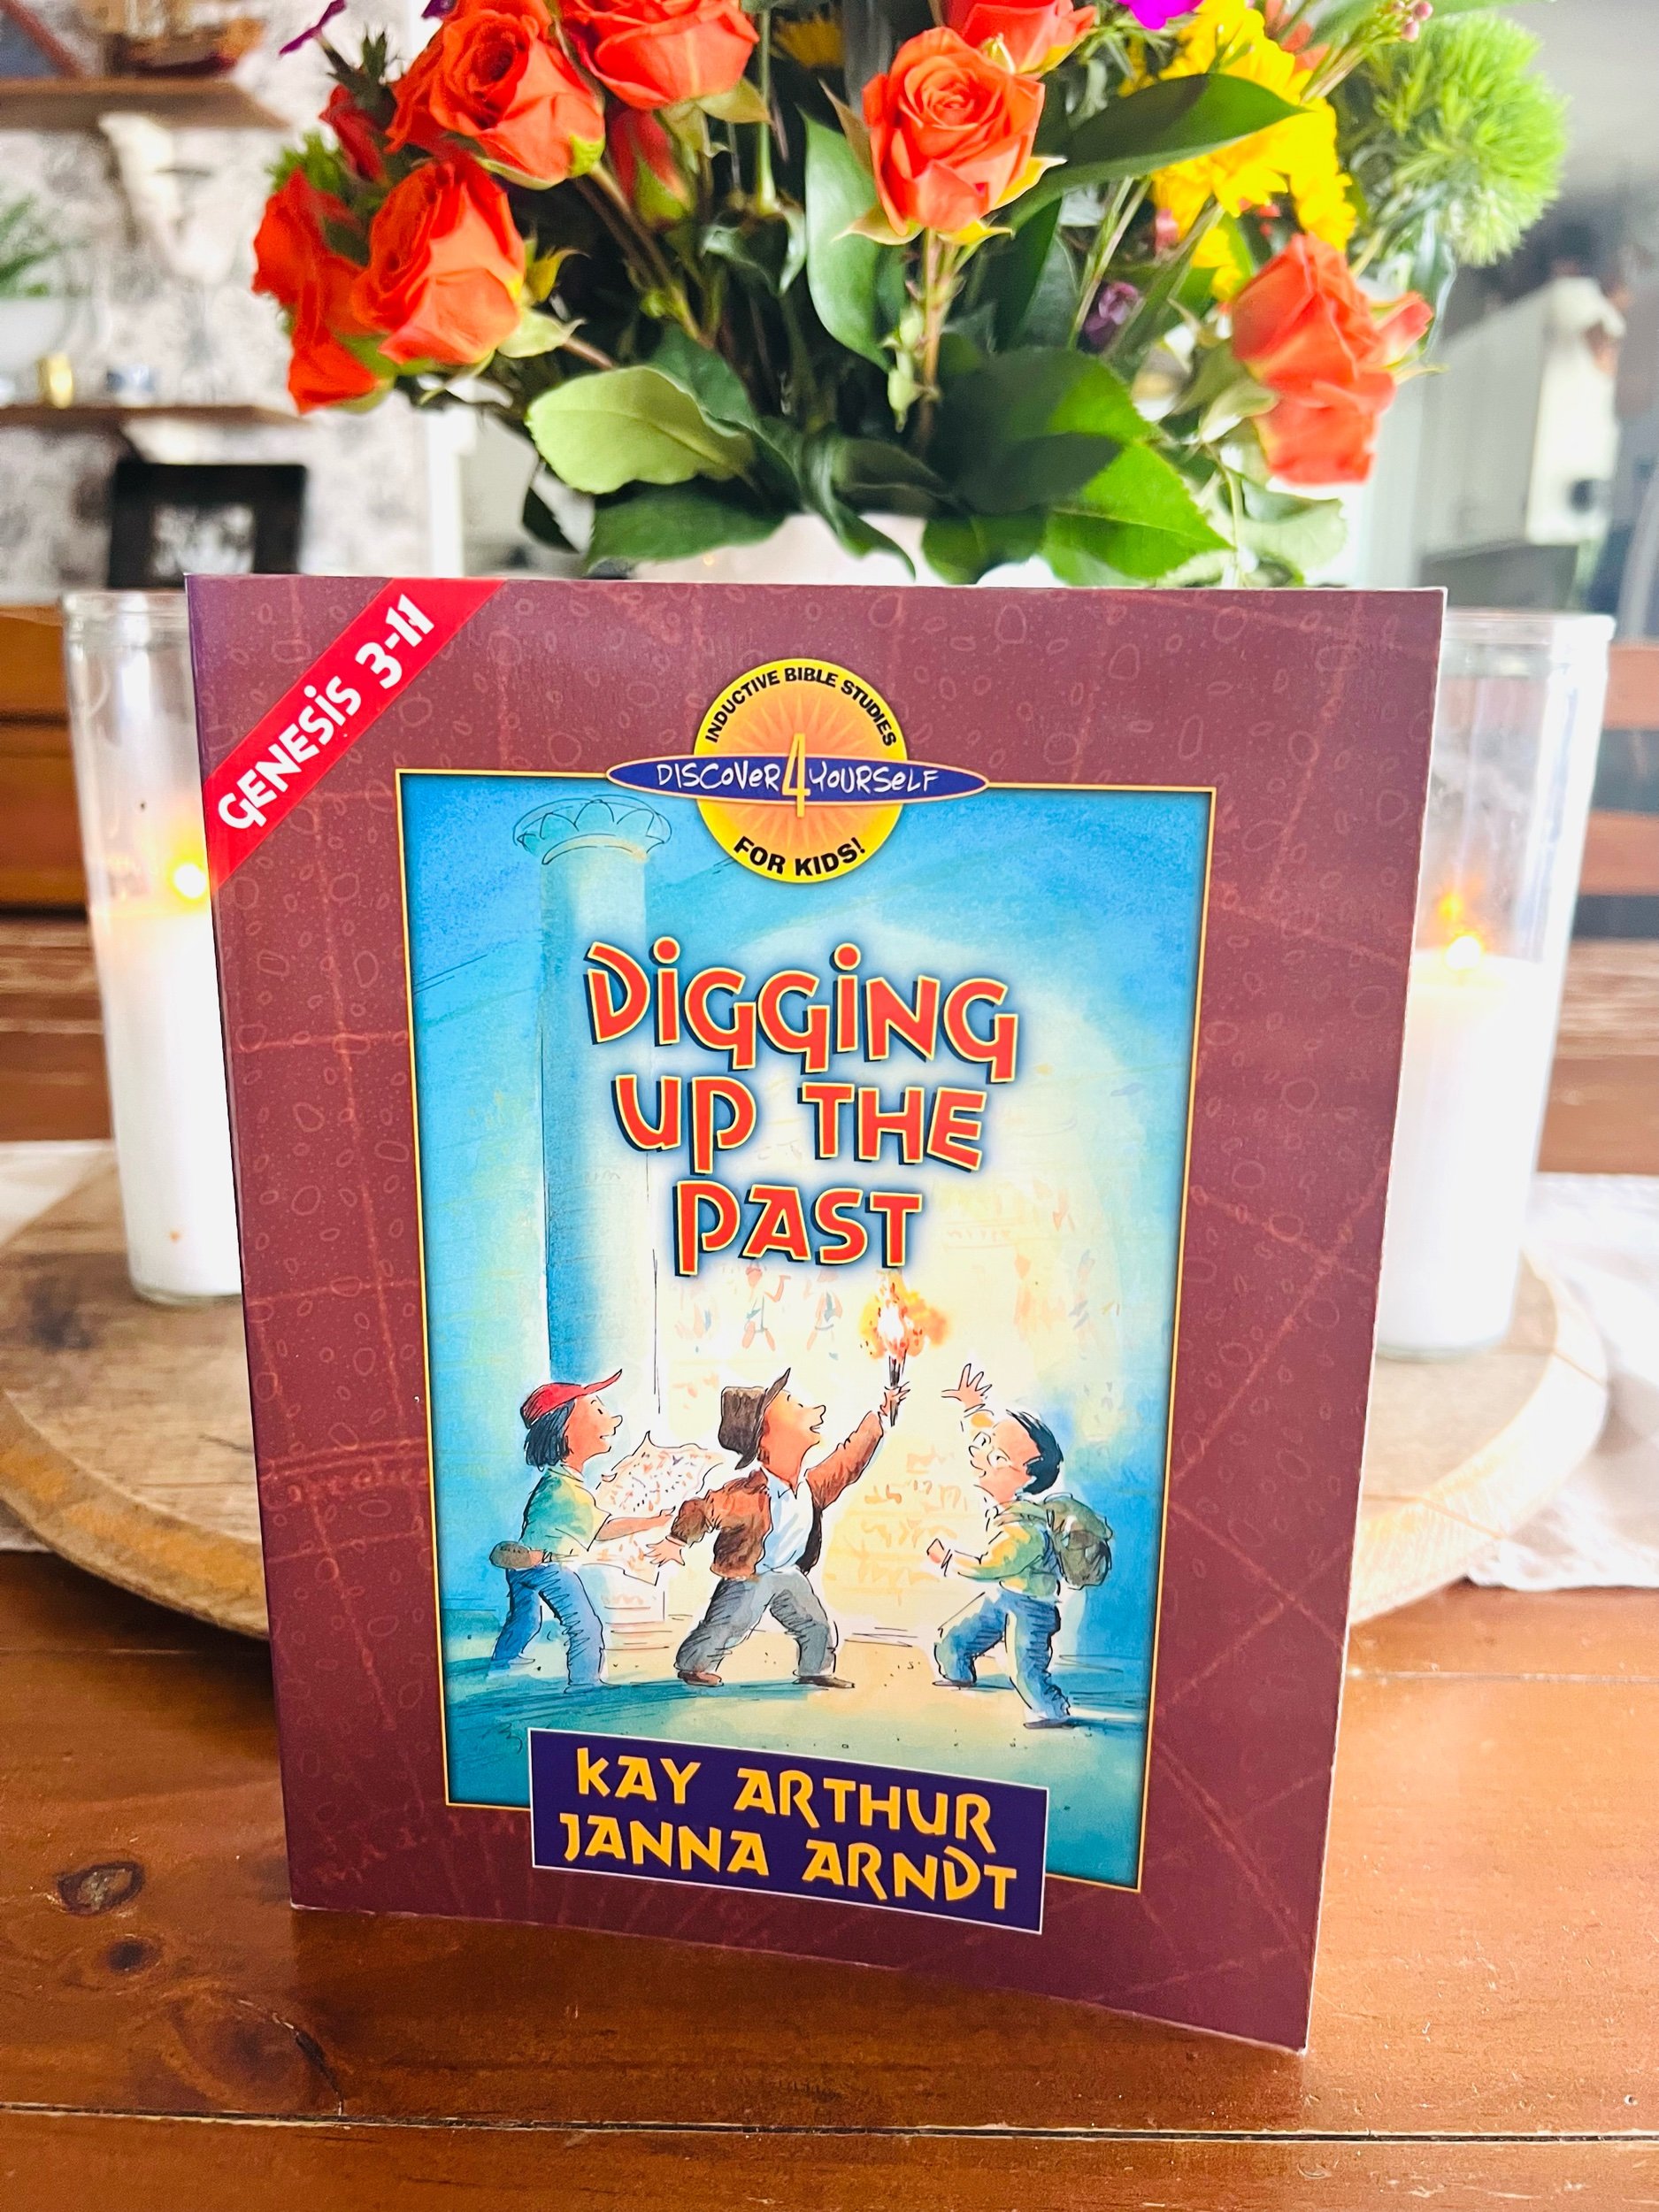 GENESIS 3-11
INDUCTIVE BIBLE STUDIES
DISCOVER 4 YOURSELF
FOR KIDS!
DIGGING
UP THE
PAST
KAY ARTHUR
JANNA ARNDT